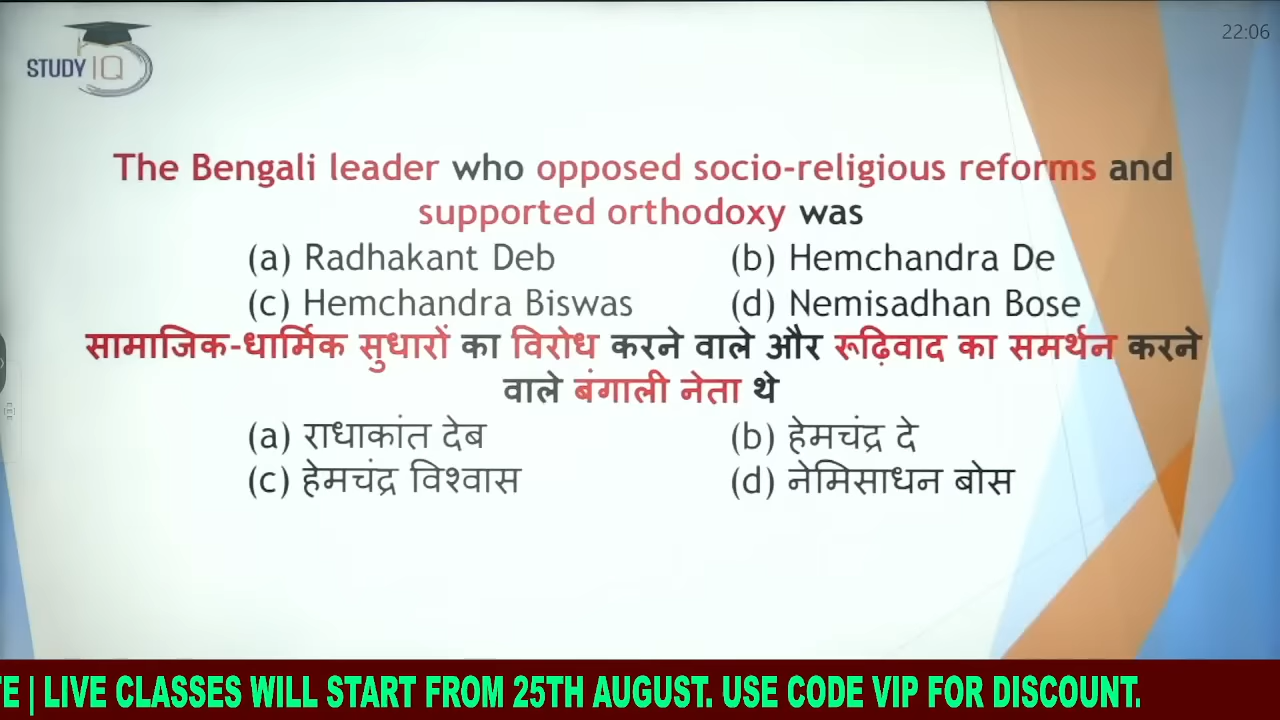 22:06
STUDY IQ
The Bengali leader who opposed socio-religious reforms and
supported orthodoxy was
(a) Radhakant Deb (b) Hemchandra De
(c) Hemchandra Biswas (d) Nemisadhan Bose
सामाजिक-धार्मिक सुधारों का विरोध करने वाले और रूढ़िवाद का समर्थन करने
वाले बंगाली नेता थे
(a) राधाकांत देब (b) हेमचंद्र दे
(c) हेमचंद्र विश्वास (d) नेमिसाधन बोस
TE | LIVE CLASSES WILL START FROM 25TH AUGUST. USE CODE VIP FOR DISCOUNT.